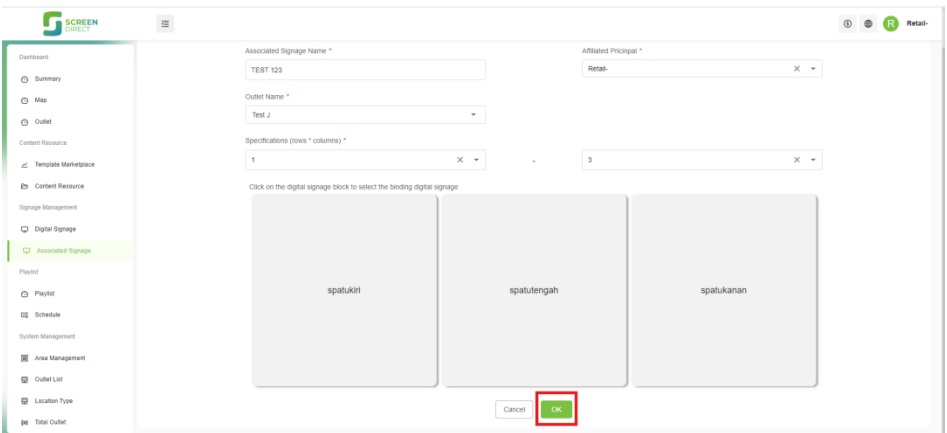 SCREEN
DIRECT
R
Retail-
Dashboard
Summary
Map
Outlet
Content Resource
Template Marketplace
Content Resource
Signage Management
Digital Signage
Associated Signage
Playlist
Playlist
Schedule
System Management
Area Management
Outlet List
Location Type
Total Outlet
Associated Signage Name *
TEST 123
Affiliated Pricinpal *
Retail-
Outlet Name *
Test J
Specifications (rows * columns) *
1
-
3
Click on the digital signage block to select the binding digital signage
spatukiri
spatutengah
spatukanan
Cancel
OK